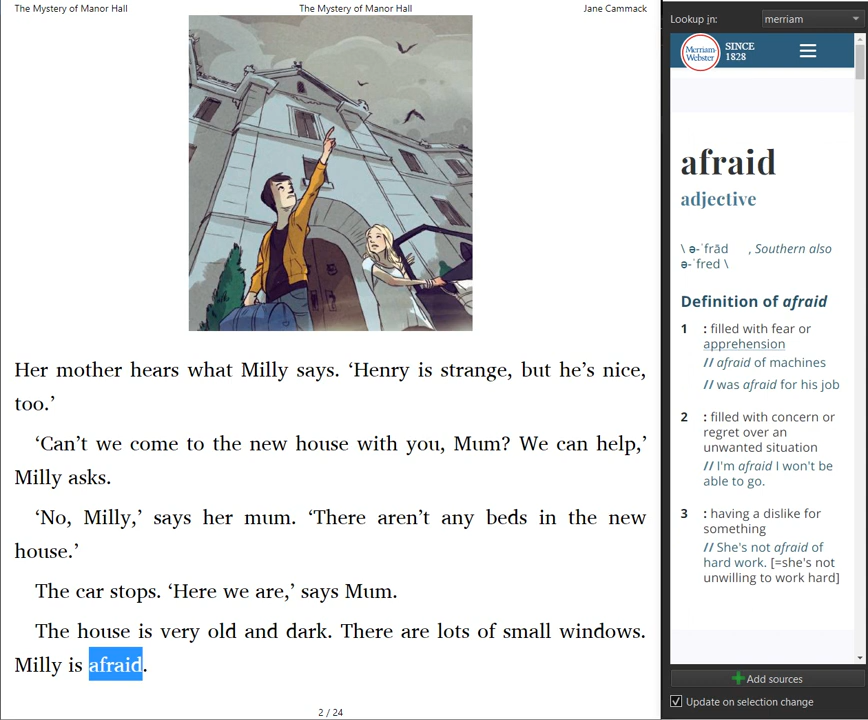 The Mystery of Manor Hall
The Mystery of Manor Hall
Jane Cammack
Her mother hears what Milly says. ‘Henry is strange, but he’s nice,
too.’
‘Can’t we come to the new house with you, Mum? We can help,’
Milly asks.
‘No, Milly,’ says her mum. ‘There aren’t any beds in the new
house.’
The car stops. ‘Here we are,’ says Mum.
The house is very old and dark. There are lots of small windows.
Milly is afraid.
2 / 24
Lookup in:
merriam
Merriam-
Webster
SINCE
1828
afraid
adjective
\ ə-ˈfrād , Southern also
ə-ˈfred \
Definition of afraid
1 : filled with fear or
apprehension
// afraid of machines
// was afraid for his job
2 : filled with concern or
regret over an
unwanted situation
// I'm afraid I won't be
able to go.
3 : having a dislike for
something
// She's not afraid of
hard work. [=she's not
unwilling to work hard]
Add sources
Update on selection change